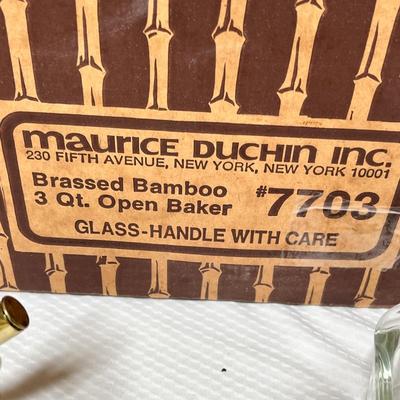 maurice DUCHIN INC.
230 FIFTH AVENUE, NEW YORK, NEW YORK 10001
Brassed Bamboo
3 Qt. Open Baker
#7703
GLASS-HANDLE WITH CARE